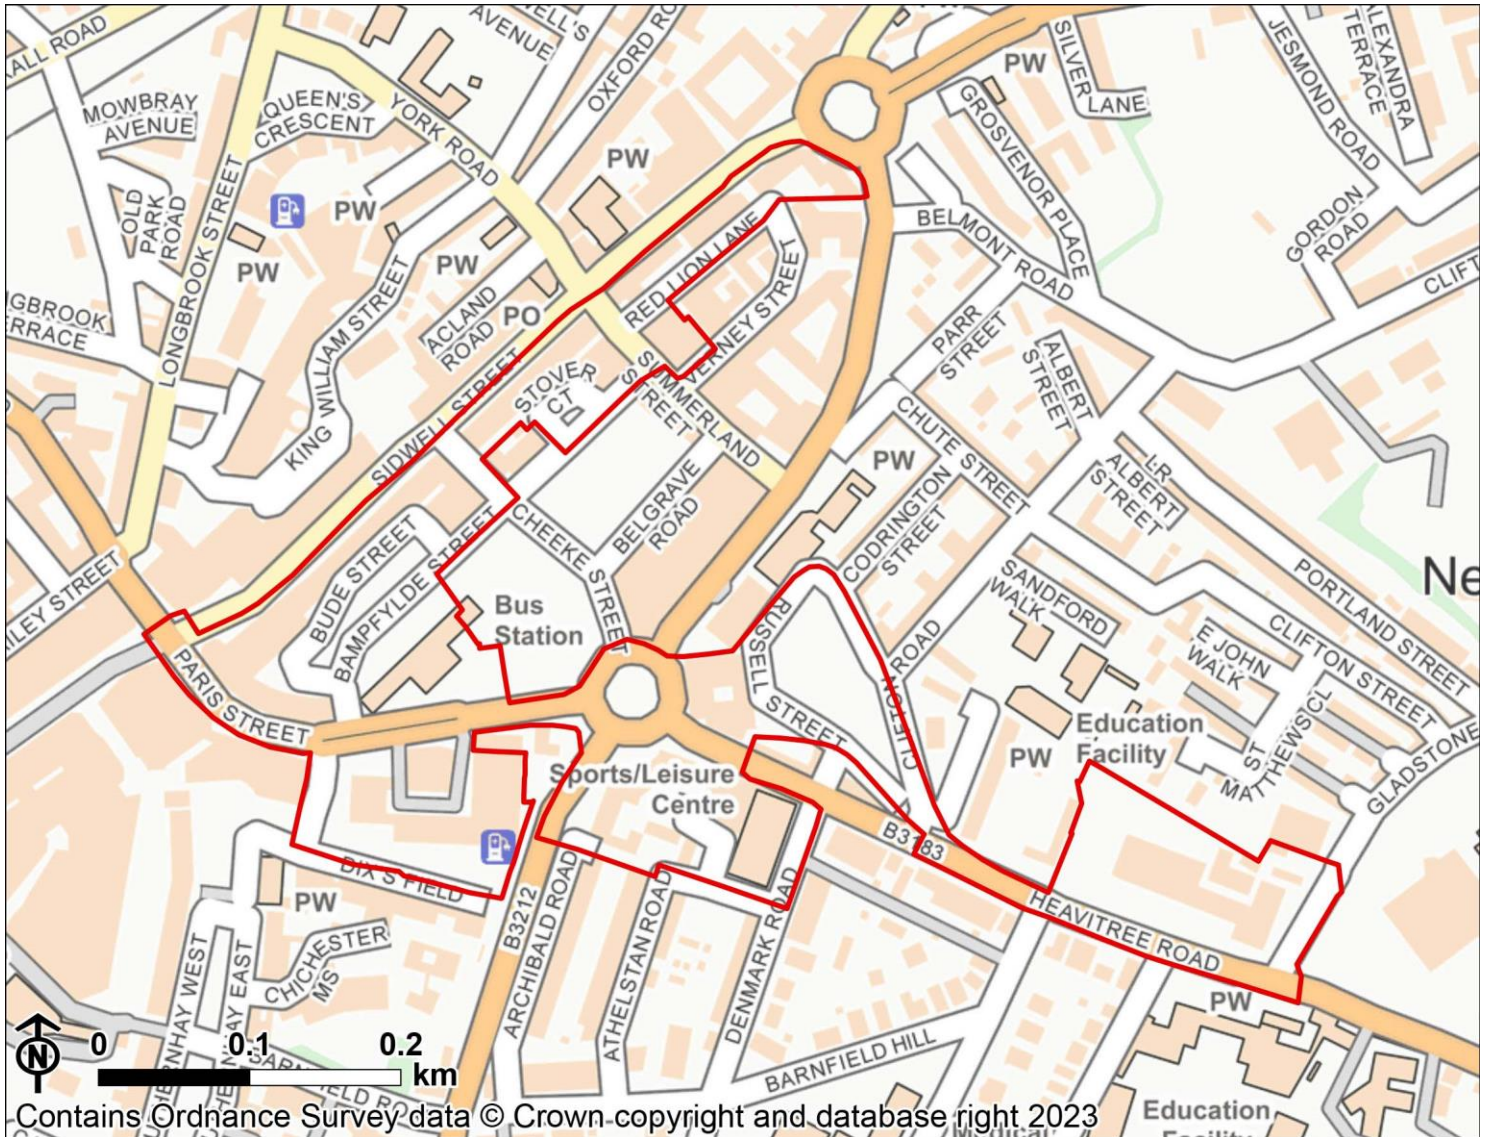 WELL'S
AVENUE
OXFORD RO
PW
SILVER
LANE
JESMOND ROAD
ALEXANDRA
TERRACE
ALL ROAD
MOWBRAY
AVENUE
QUEEN'S
CRESCENT
YORK ROAD
PW
GROSVENOR PLACE
OLD
PARK
ROAD
LONGBROOK STREET
PW
PW
PW
BELMONT ROAD
GORDON
ROAD
CLIFT
NGBROOK
ERRACE
KING WILLIAM STREET
ACLAND
ROAD
PO
RED LION LANE
VERNEY STREET
PARR
STREET
ALBERT
STREET
SIDWELL STREET
STOVER
CT
SUMMERLAND
STREET
CHUTE STREET
PW
LR
ALBERT
STREET
BELGRAVE
ROAD
CODRINGTON
STREET
CHEEKE STREET
BUDE STREET
BAMPFYLDE STREET
Bus
Station
SANDFORD
WALK
PORTLAND STREET
Ne
ILEY STREET
PARIS STREET
RUSSELL STREET
CLIFTON ROAD
E JOHN
WALK
CLIFTON STREET
ST
MATTHEWS CL
GLADSTONE
Education
Facility
PW
Sports/Leisure
Centre
B3183
DIX'S FIELD
PW
B3212
ARCHIBALD ROAD
ATHELSTAN ROAD
DENMARK ROAD
HEAVITREE ROAD
PW
CHICHESTER
MS
BARNFIELD HILL
N
0 0.1 0.2
km
Education
Facility
Medical
Contains Ordnance Survey data © Crown copyright and database right 2023